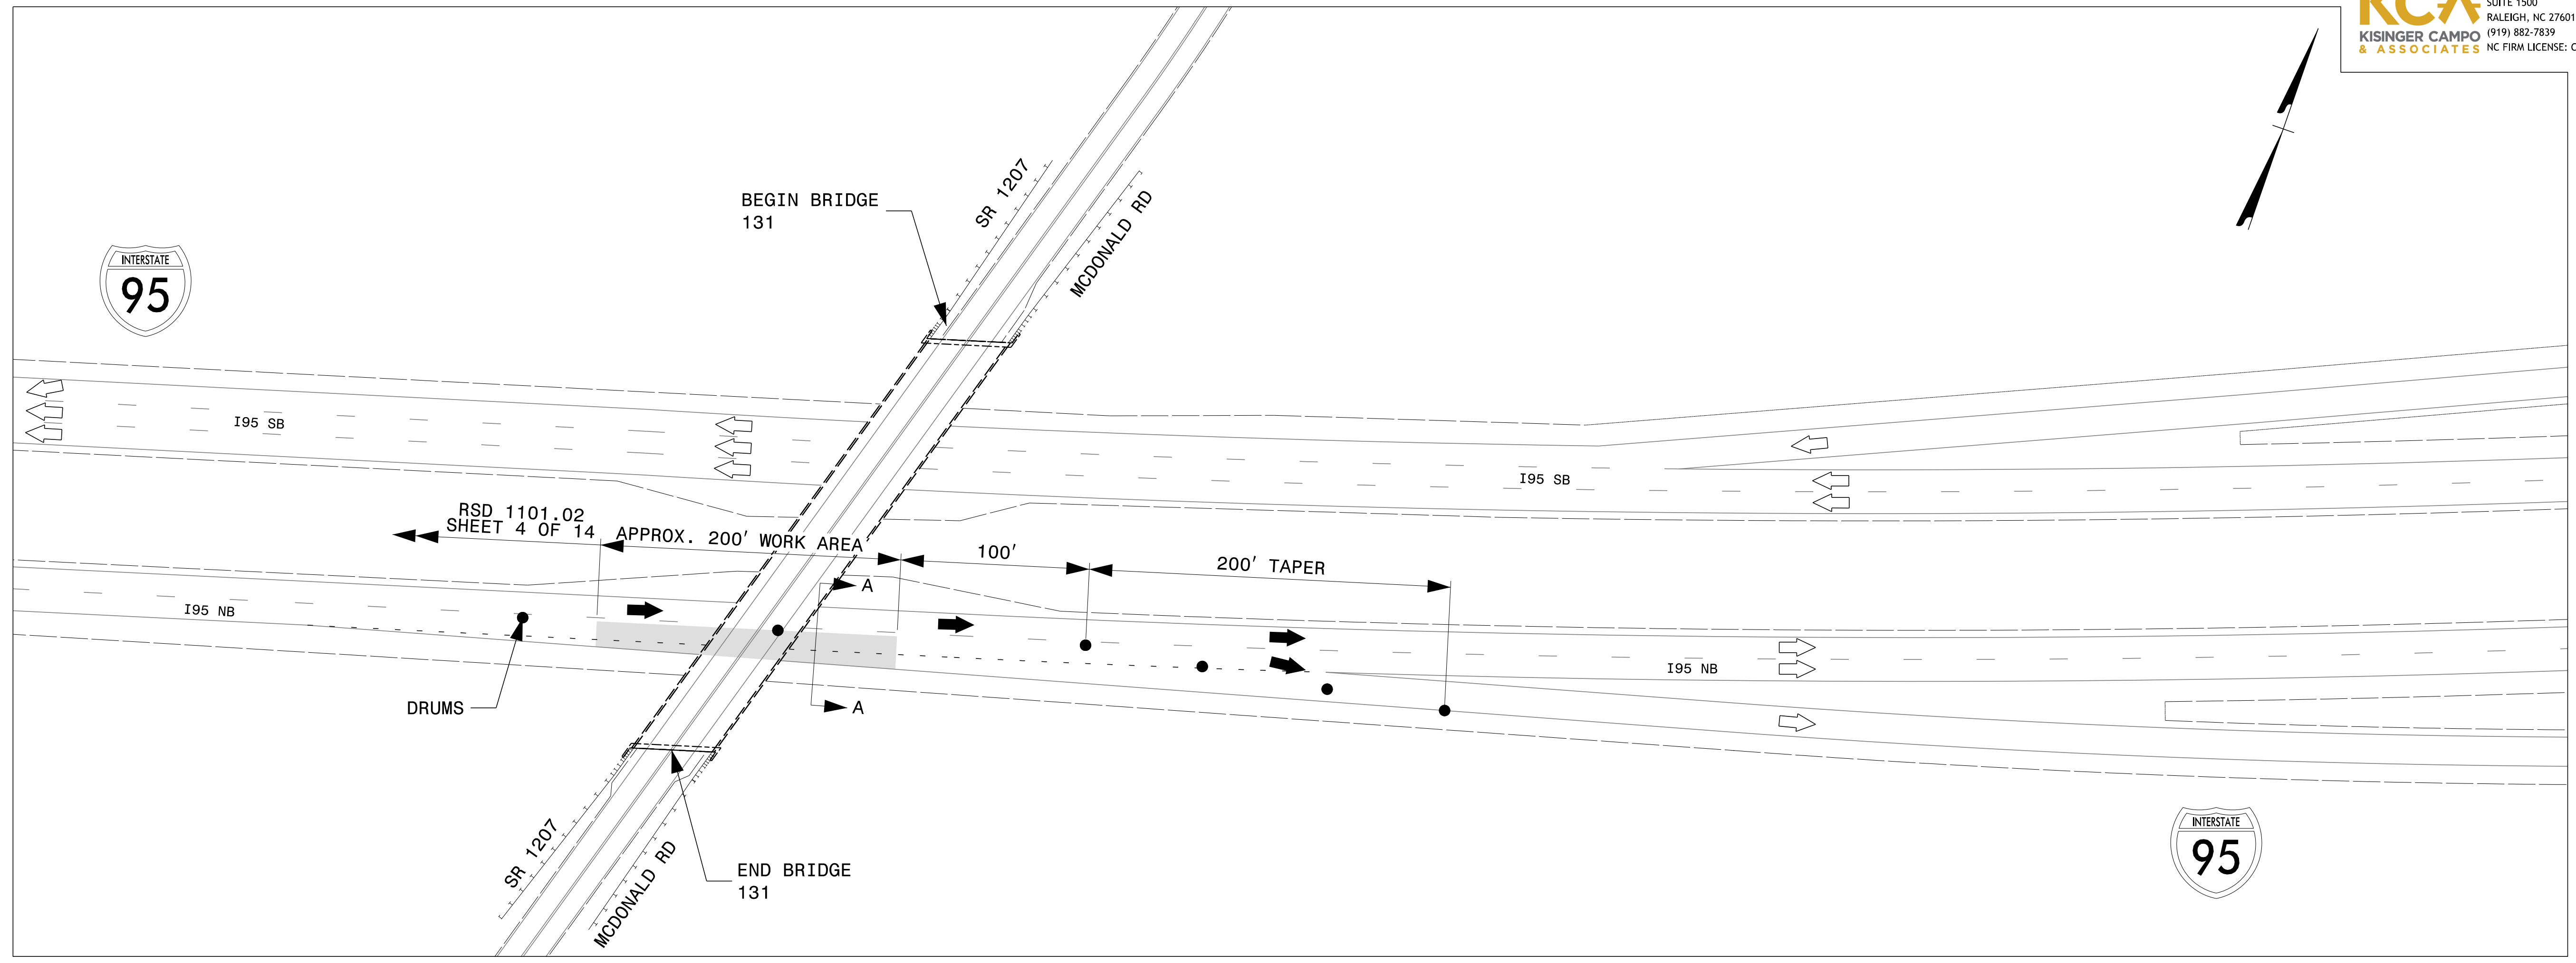 SUITE 1500
RALEIGH, NC 27601
(919) 882-7839
KCA
KISINGER CAMPO
& ASSOCIATES
NC FIRM LICENSE:
SR 1207
MCDONALD RD
BEGIN BRIDGE
131
INTERSTATE
95
I95 SB
I95 SB
RSD 1101.02
SHEET 4 OF 14
APPROX. 200' WORK AREA
100'
200' TAPER
A
I95 NB
I95 NB
DRUMS
A
SR 1207
MCDONALD RD
END BRIDGE
131
INTERSTATE
95